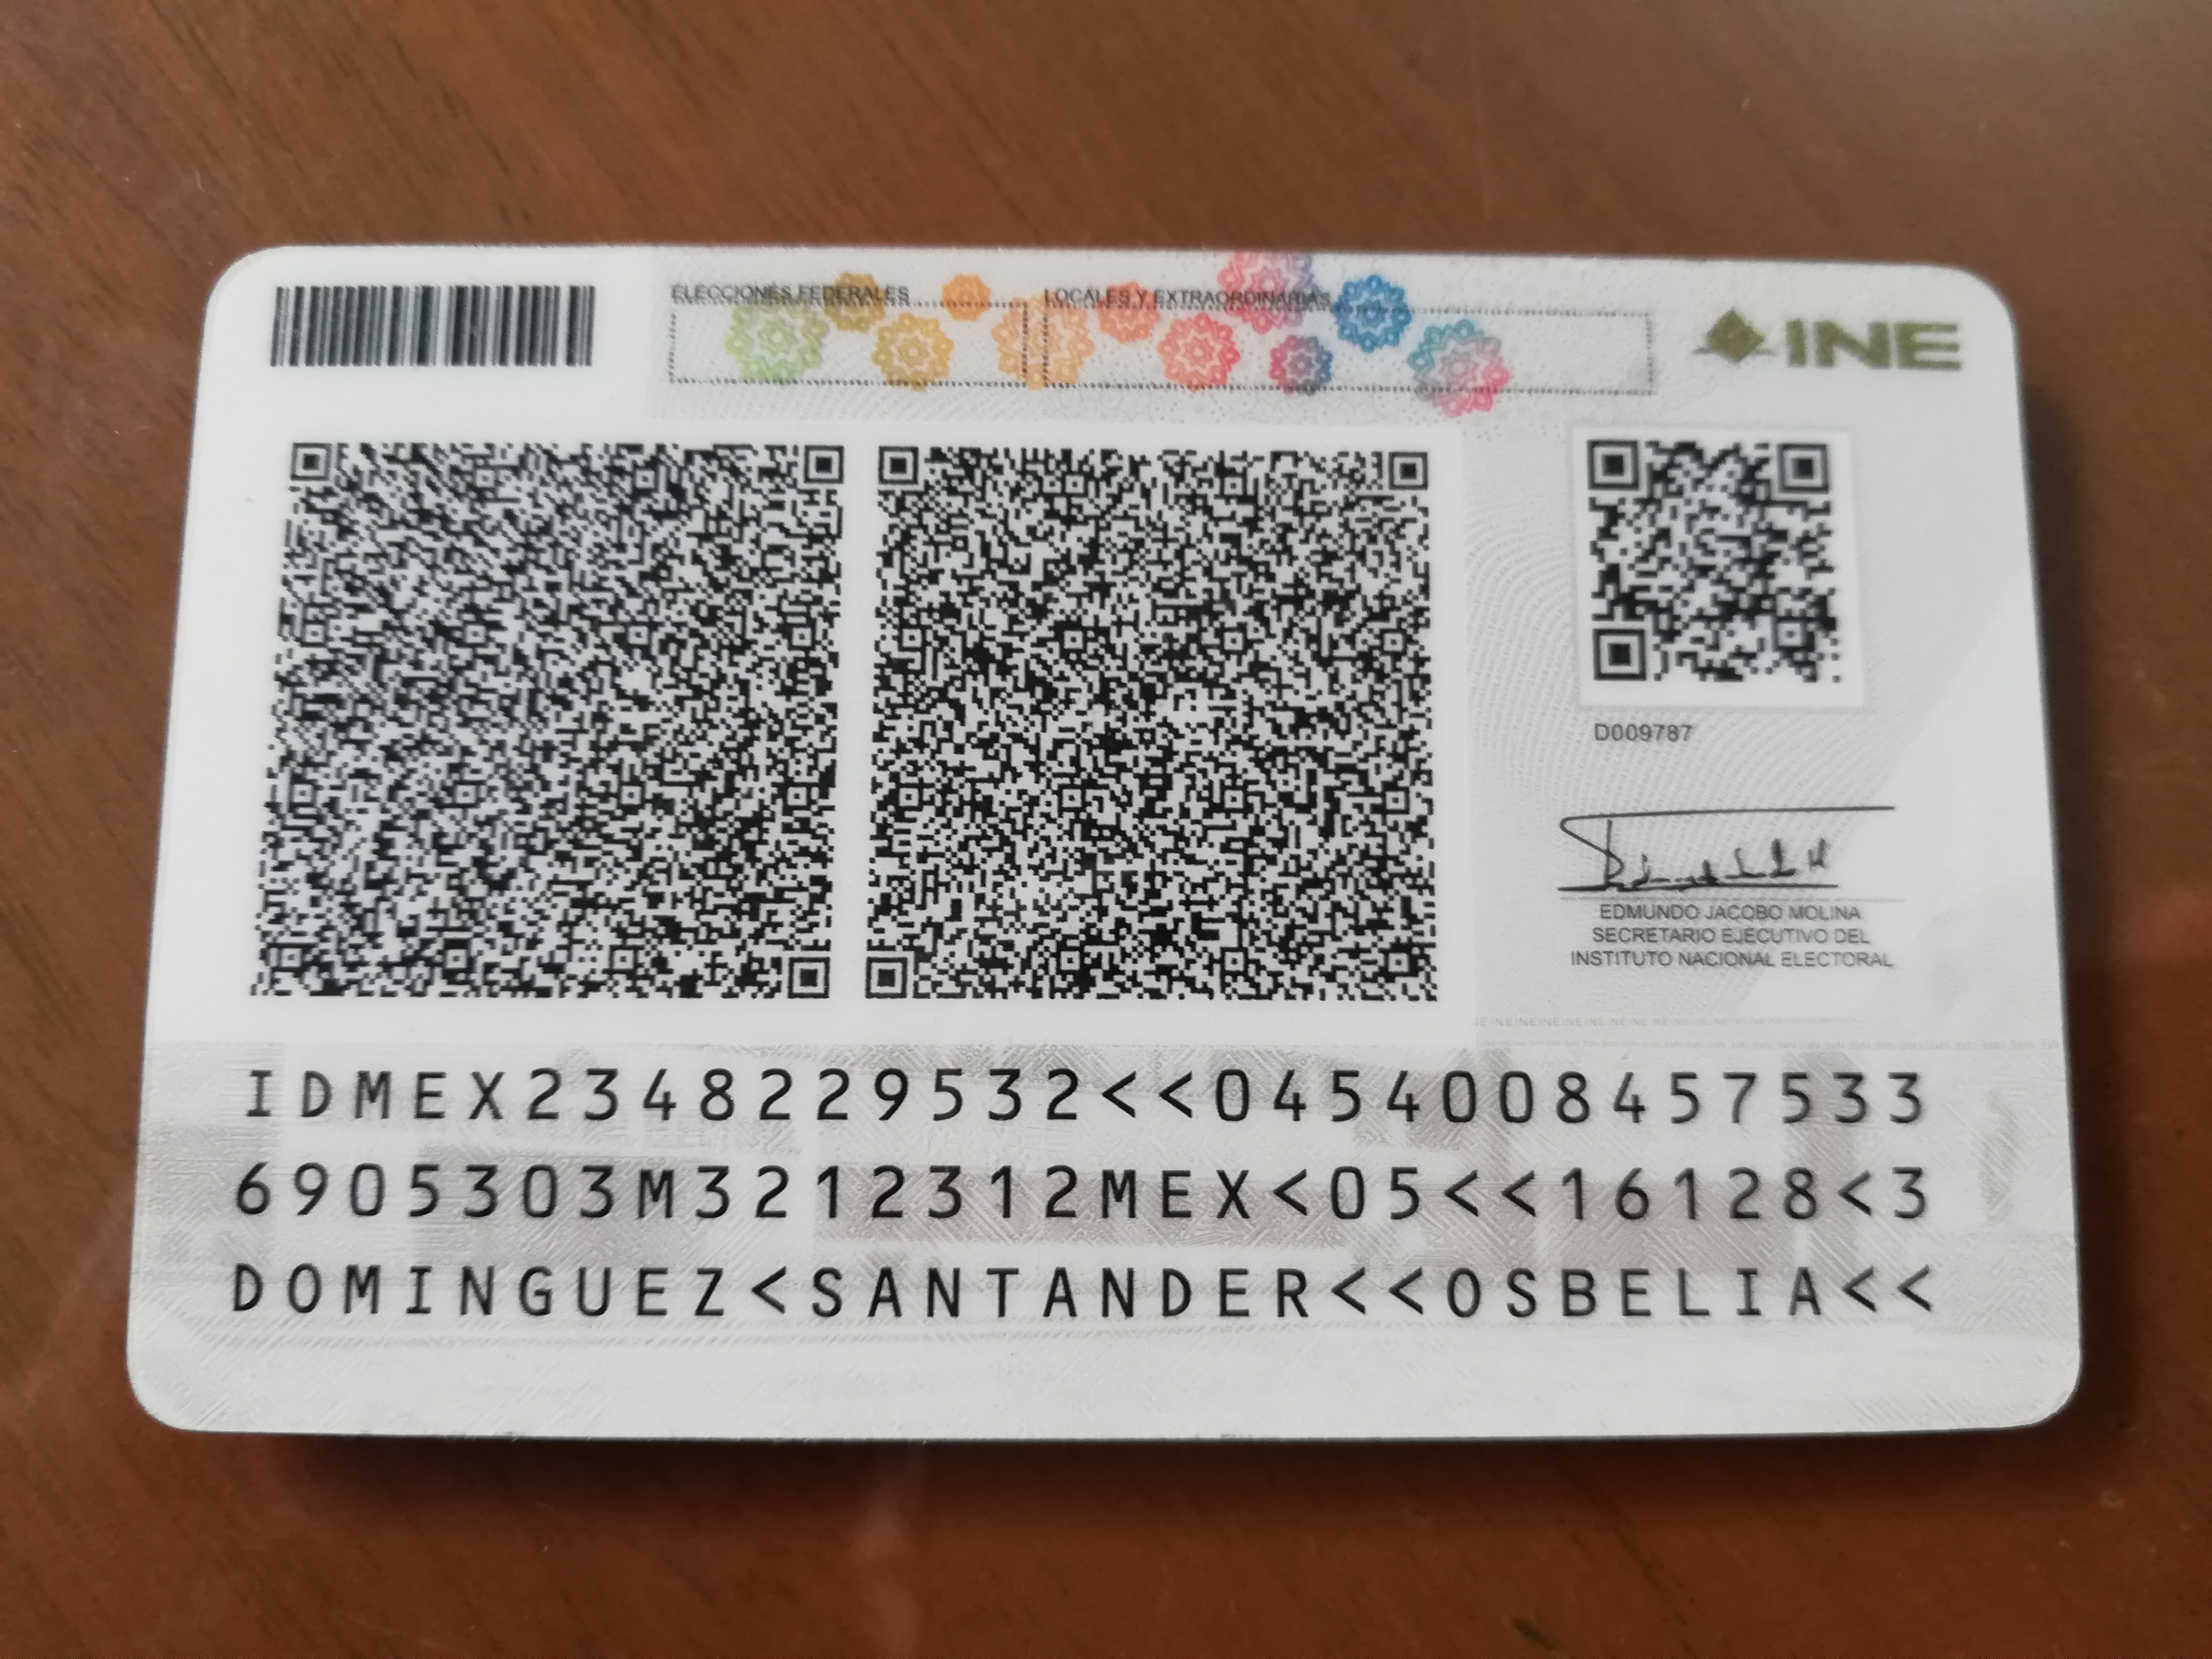 ELECCIONES FEDERALES LOCALES Y EXTRAORDINARIAS
INE
D009787
EDMUNDO JACOBO MOLINA
SECRETARIO EJECUTIVO DEL
INSTITUTO NACIONAL ELECTORAL
IDMEX2348229532<<0454008457533
6905303M3212312MEX<05<<16128<3
DOMINGUEZ<SANTANDER<<OSBELIA<<